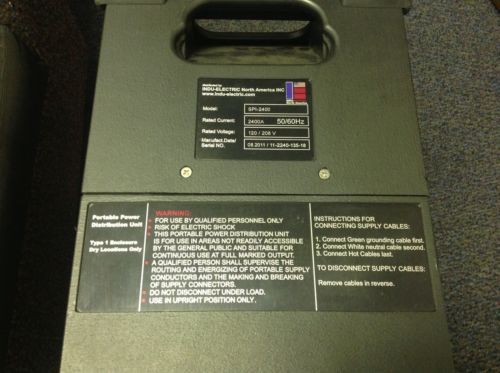 distributed by
INDU-ELECTRIC North America INC
www.indu-electric.com
Model: SPI-2400
Rated Current: 2400A 50/60Hz
Rated Voltage: 120 / 208 V
Manufact.Date/ Serial NO. 08.2011 / 11-2240-135-18
Portable Power
Distribution Unit
Type 1 Enclosure
Dry Locations Only
WARNING:
FOR USE BY QUALIFIED PERSONNEL ONLY
RISK OF ELECTRIC SHOCK
THIS PORTABLE POWER DISTRIBUTION UNIT
IS FOR USE IN AREAS NOT READILY ACCESSIBLE
BY THE GENERAL PUBLIC AND SUITABLE FOR
CONTINUOUS USE AT FULL MARKED OUTPUT.
A QUALIFIED PERSON SHALL SUPERVISE THE
ROUTING AND ENERGIZING OF PORTABLE SUPPLY
CONDUCTORS AND THE MAKING AND BREAKING
OF SUPPLY CONNECTORS.
DO NOT DISCONNECT UNDER LOAD.
USE IN UPRIGHT POSITION ONLY.
INSTRUCTIONS FOR
CONNECTING SUPPLY CABLES:
1. Connect Green grounding cable first.
2. Connect White neutral cable second.
3. Connect Hot Cables last.
TO DISCONNECT SUPPLY CABLES:
Remove cables in reverse.